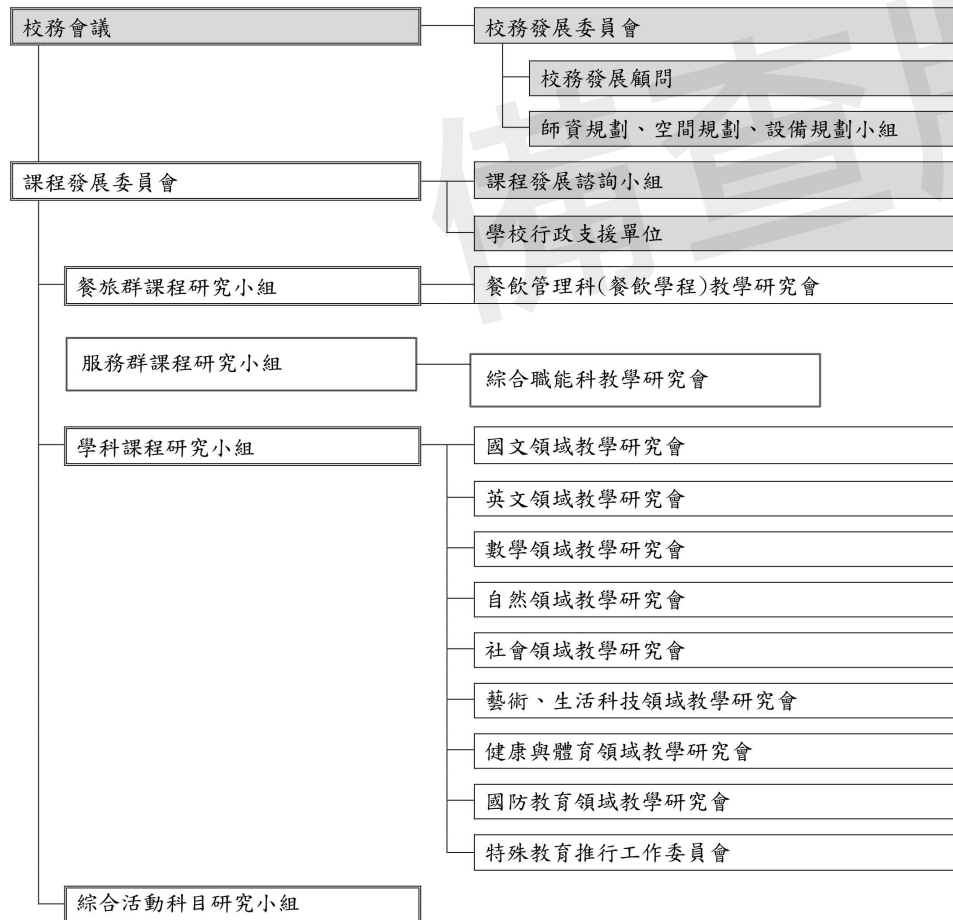 校務會議
校務發展委員會
校務發展顧問
師資規劃、空間規劃、設備規劃小組
課程發展委員會
課程發展諮詢小組
學校行政支援單位
餐旅群課程研究小組
餐飲管理科(餐飲學程)教學研究會
服務群課程研究小組
綜合職能科教學研究會
學科課程研究小組
國文領域教學研究會
英文領域教學研究會
數學領域教學研究會
自然領域教學研究會
社會領域教學研究會
藝術、生活科技領域教學研究會
健康與體育領域教學研究會
國防教育領域教學研究會
特殊教育推行工作委員會
綜合活動科目研究小組
備查